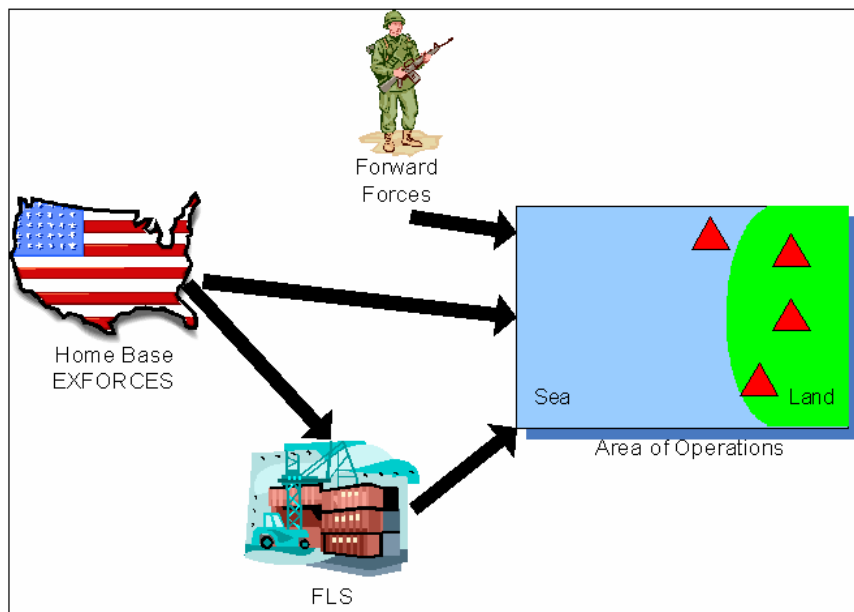 Forward
Forces
Home Base
EXFORCES
Sea
Land
Area of Operations
FLS